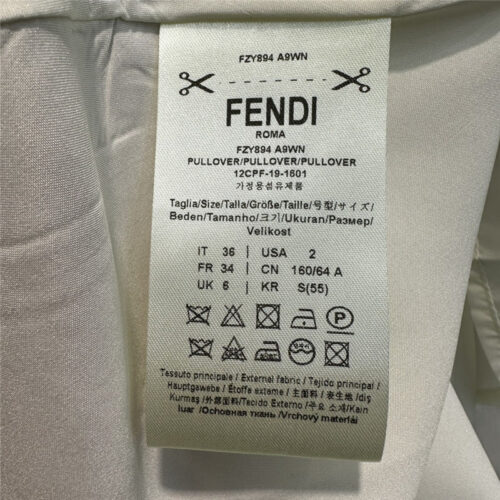 FZY894 A9WN
FENDI
ROMA
FZY894 A9WN
PULLOVER/PULLOVER/PULLOVER
12CPF-19-1601
가정용섬유제품
Taglia/Size/Talla/Größe/Taille/号型/サイズ/
Beden/Tamanho/크기/Ukuran/Размер/
Velikost
IT 36 USA 2
FR 34 CN 160/64 A
UK 6 KR S(55)
P
Tessuto principale / External fabric / Tejido principal /
Hauptgewebe / Étoffe externe / 主面料 / 表生地 / dış
Kurmaş / 外部面料/Tecido Externo /주요 소재/Kain
luar /Основная ткань/Vrchový materiál